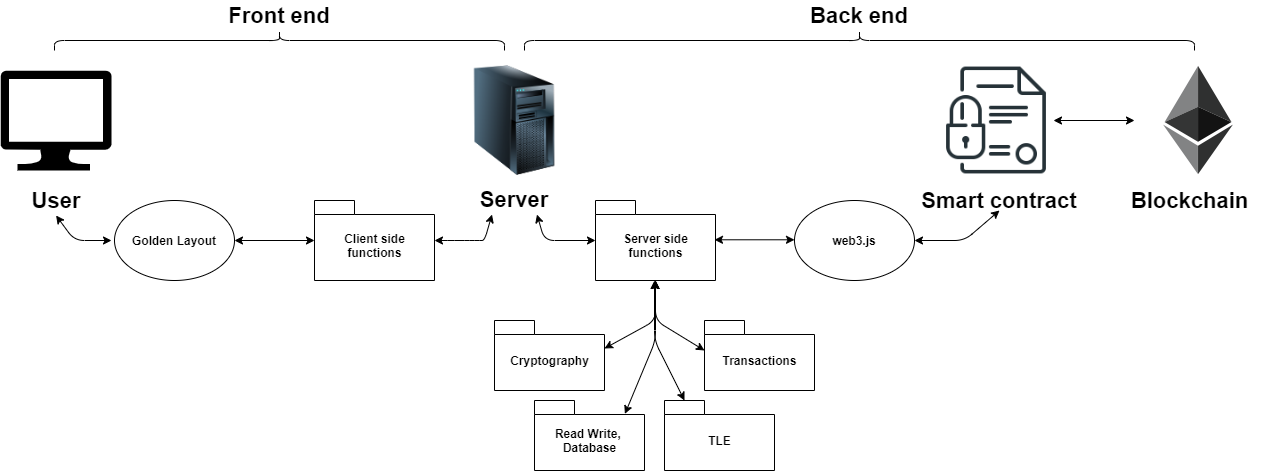 Front end
Back end
User
Server
Smart contract
Blockchain
Golden Layout
Client side
functions
Server side
functions
web3.js
Cryptography
Transactions
Read Write,
Database
TLE